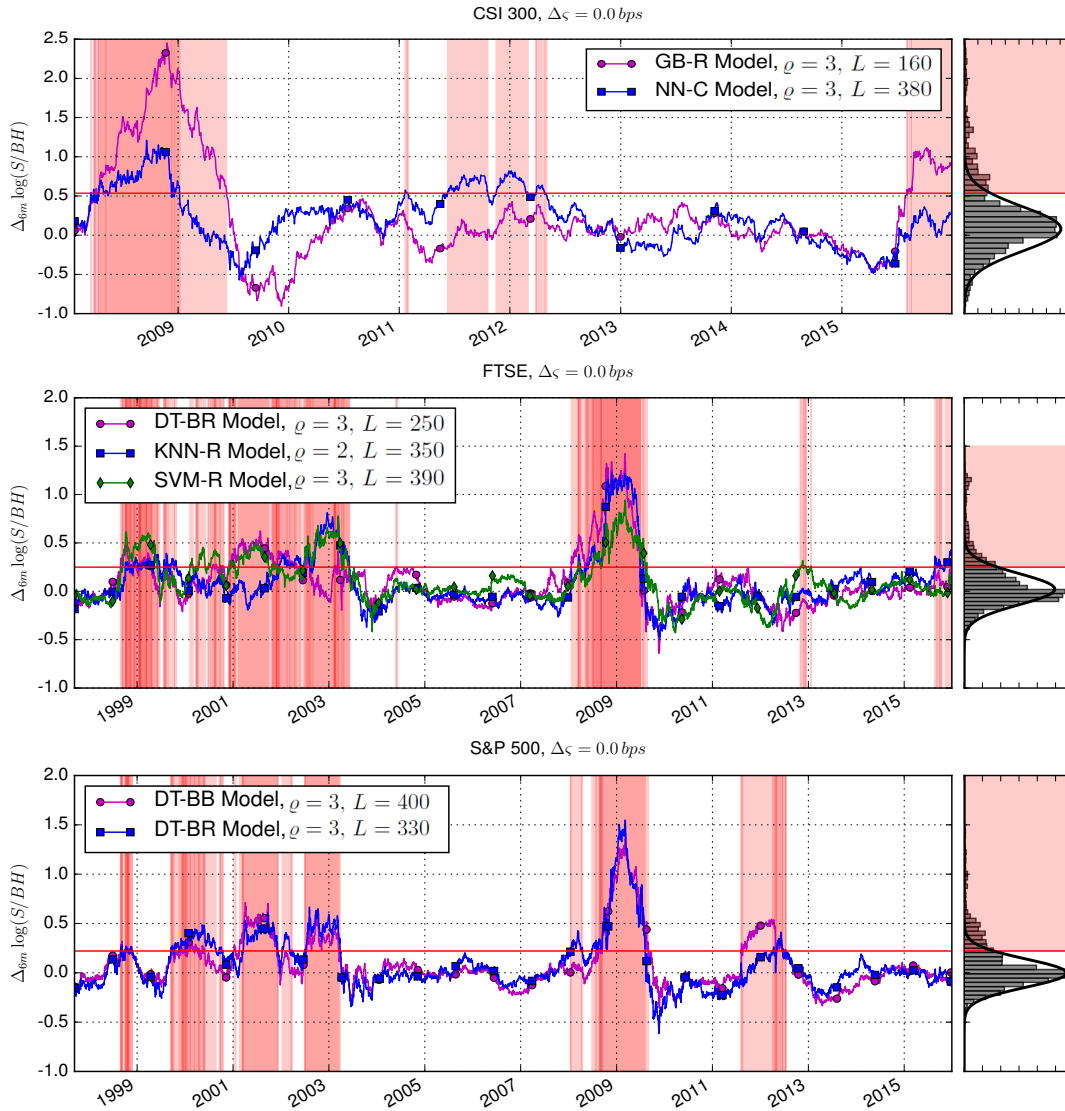 CSI 300, Δς = 0.0 bps
Δ6m log(S/BH)
2.5
2.0
1.5
1.0
0.5
0.0
-0.5
-1.0
GB-R Model, ϱ = 3, L = 160
NN-C Model, ϱ = 3, L = 380
2009 2010 2011 2012 2013 2014 2015
FTSE, Δς = 0.0 bps
Δ6m log(S/BH)
2.0
1.5
1.0
0.5
0.0
-0.5
-1.0
DT-BR Model, ϱ = 3, L = 250
KNN-R Model, ϱ = 2, L = 350
SVM-R Model, ϱ = 3, L = 390
1999 2001 2003 2005 2007 2009 2011 2013 2015
S&P 500, Δς = 0.0 bps
Δ6m log(S/BH)
2.0
1.5
1.0
0.5
0.0
-0.5
-1.0
DT-BB Model, ϱ = 3, L = 400
DT-BR Model, ϱ = 3, L = 330
1999 2001 2003 2005 2007 2009 2011 2013 2015